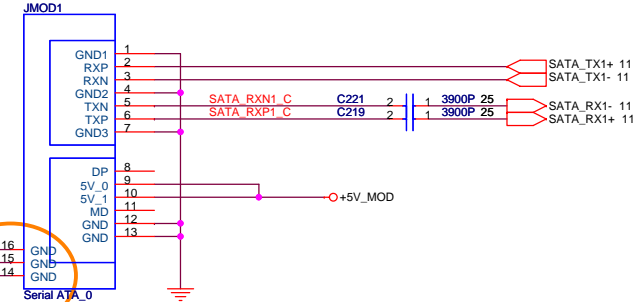 JMOD1
GND1 1
RXP 2 SATA_TX1+ 11
RXN 3 SATA_TX1- 11
GND2 4
TXN 5 SATA_RXN1_C C221 2 1 3900P 25 SATA_RX1- 11
TXP 6 SATA_RXP1_C C219 2 1 3900P 25 SATA_RX1+ 11
GND3 7
DP 8
5V_0 9
5V_1 10 +5V_MOD
MD 11
GND 12
GND 13
16 GND
15 GND
14 GND
Serial ATA_0